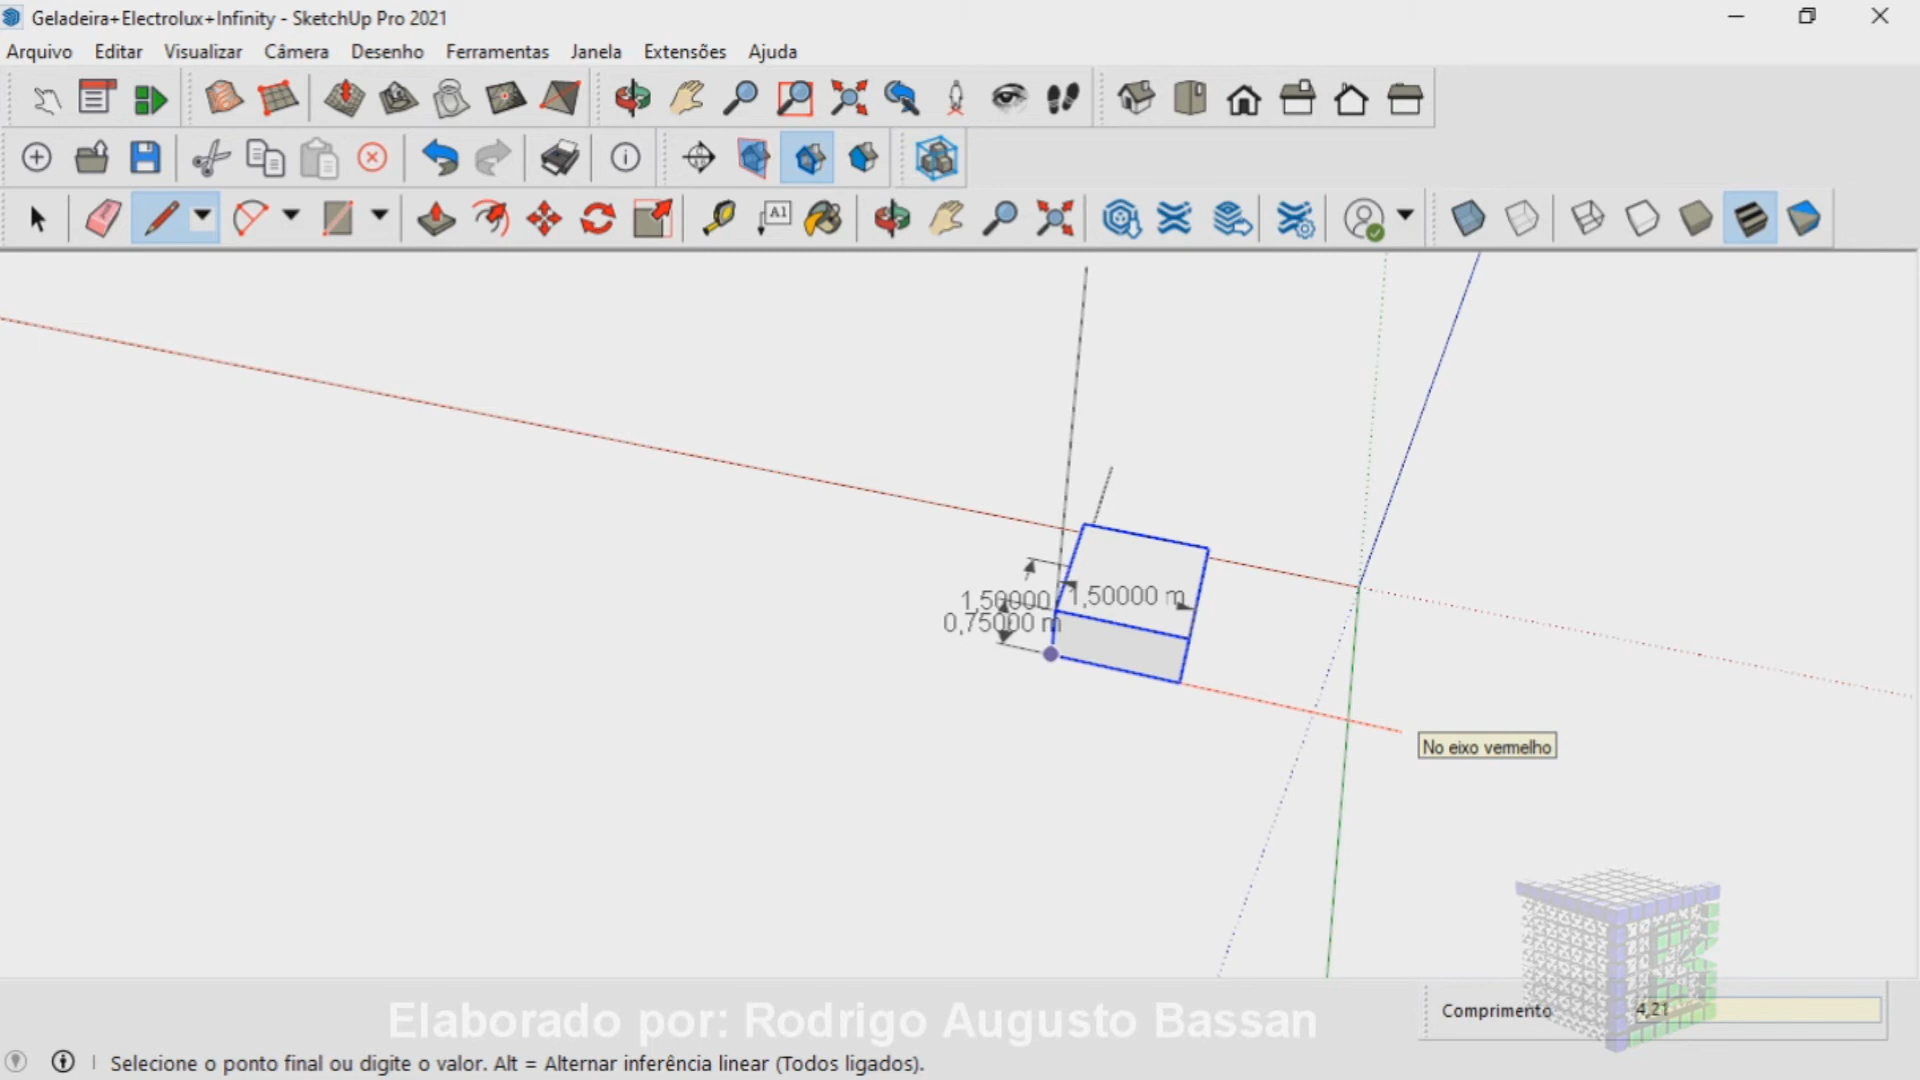 Geladeira+Electrolux+Infinity - SketchUp Pro 2021
Arquivo Editar Visualizar Câmera Desenho Ferramentas Janela Extensões Ajuda
A1
1,50000
1,50000 m
0,75000 m
No eixo vermelho
Elaborado por: Rodrigo Augusto Bassan
Comprimento 4,21
Selecione o ponto final ou digite o valor. Alt = Alternar inferência linear (Todos ligados).